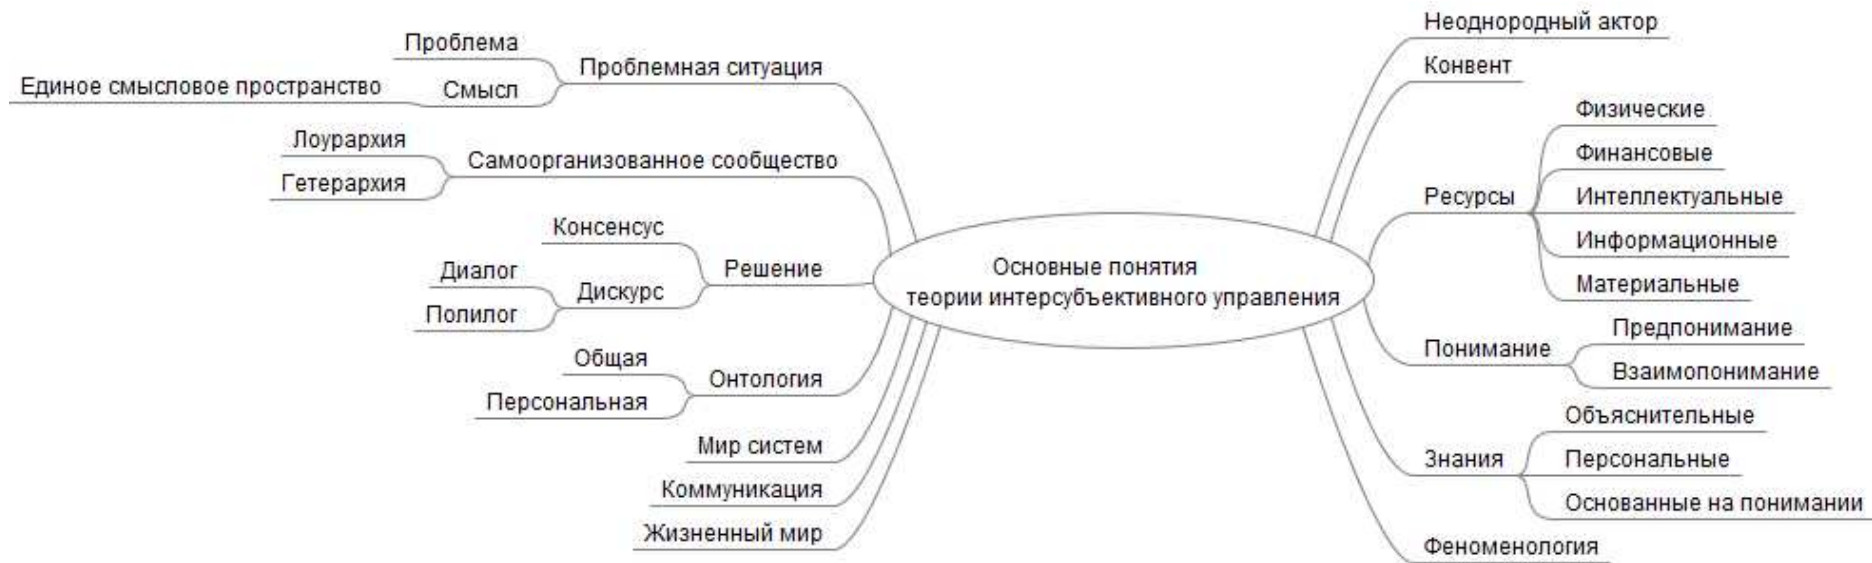 Проблема
Проблемная ситуация
Единое смысловое пространство
Смысл
Лоурархия
Самоорганизованное сообщество
Гетерархия
Консенсус
Решение
Диалог
Дискурс
Полилог
Общая
Онтология
Персональная
Мир систем
Коммуникация
Жизненный мир
Основные понятия
теории интерсубъективного управления
Неоднородный актор
Конвент
Ресурсы
Физические
Финансовые
Интеллектуальные
Информационные
Материальные
Понимание
Предпонимание
Взаимопонимание
Знания
Объяснительные
Персональные
Основанные на понимании
Феноменология